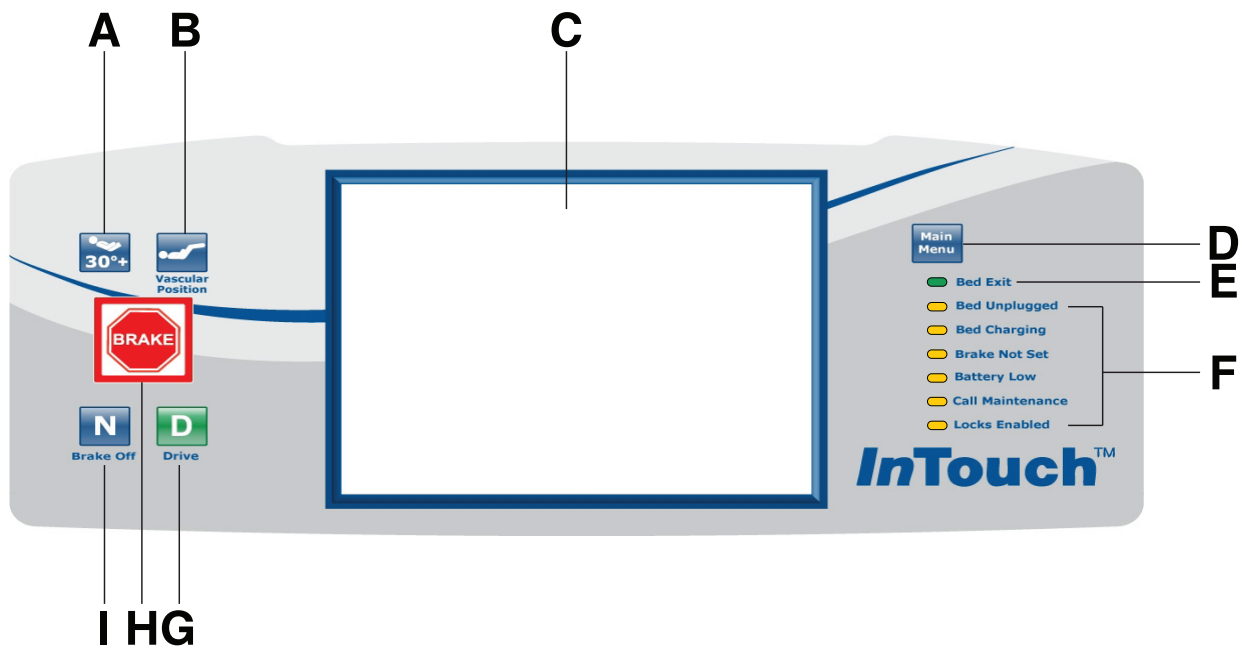 A B C
30°+
Vascular
Position
BRAKE
N D
Brake Off Drive
Main
Menu
D
Bed Exit
E
Bed Unplugged
Bed Charging
Brake Not Set
Battery Low
Call Maintenance
Locks Enabled
F
InTouch™
I H G